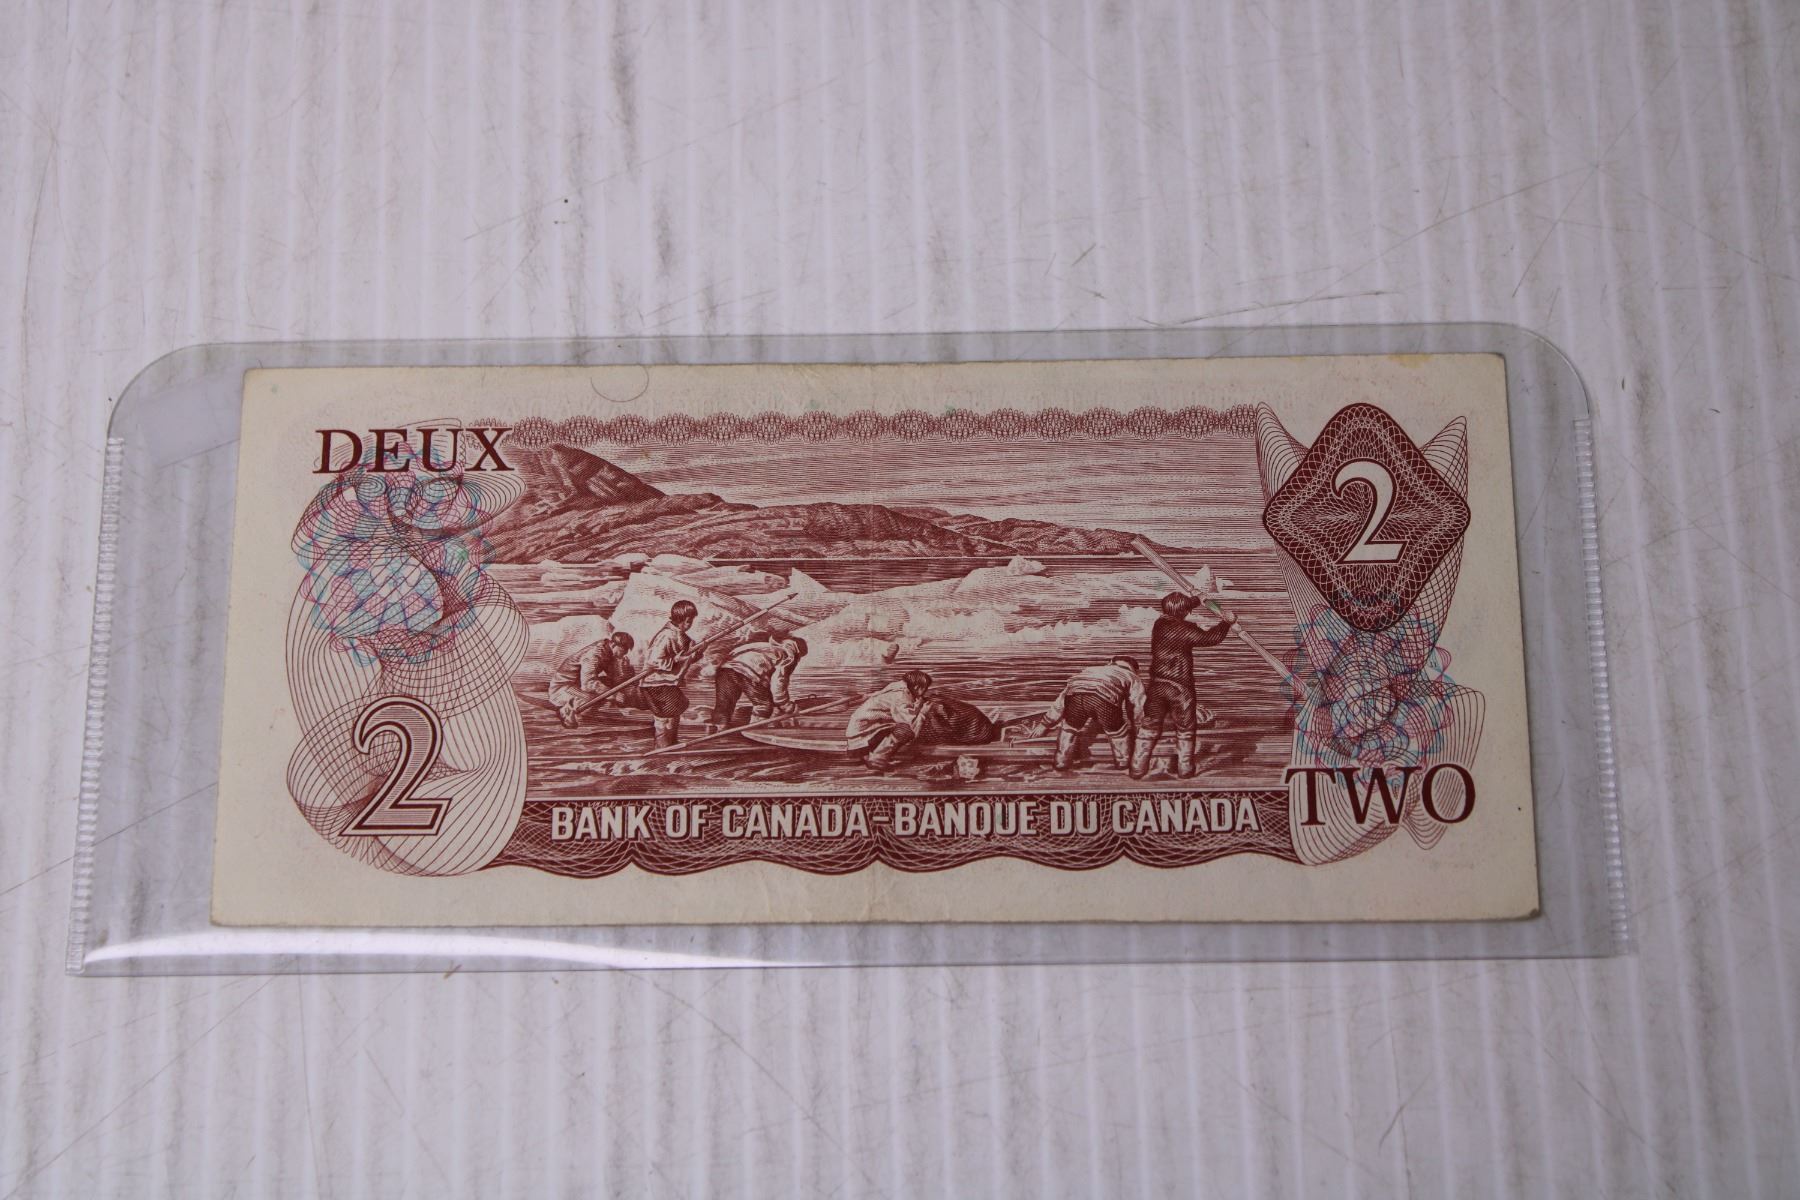 DEUX
2
2
BANK OF CANADA-BANQUE DU CANADA
TWO